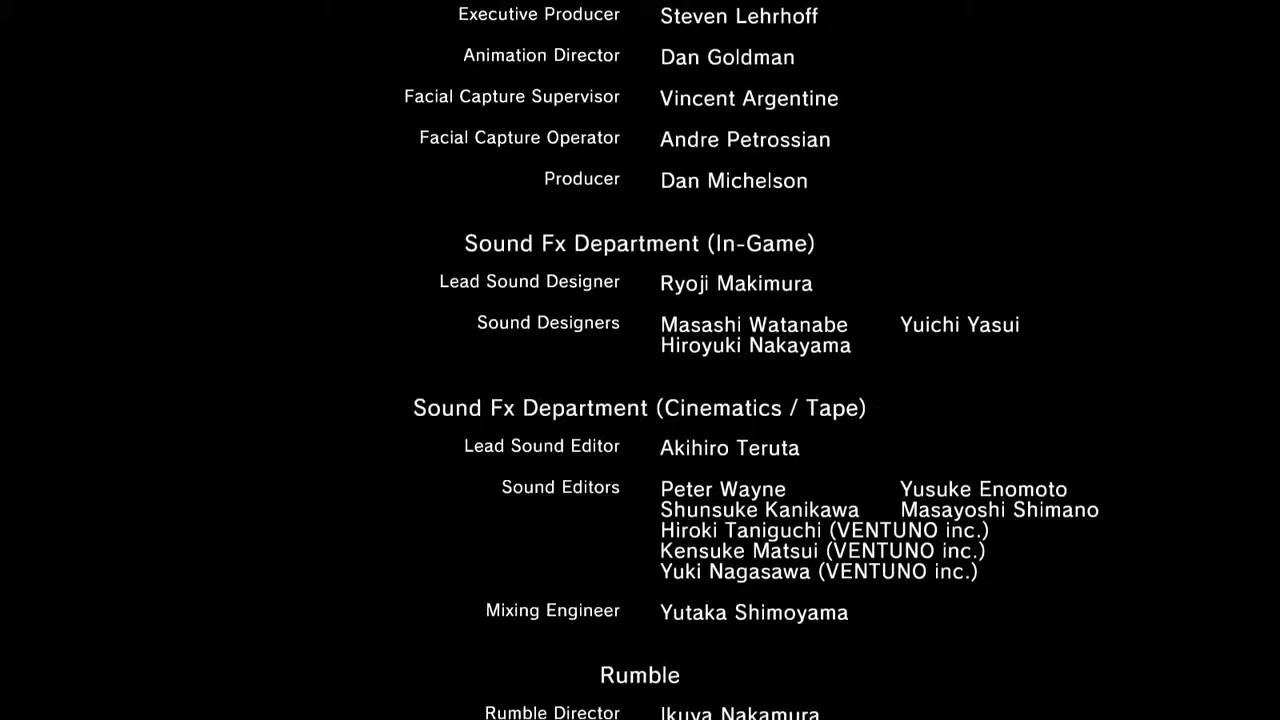 Executive Producer Steven Lehrhoff
Animation Director Dan Goldman
Facial Capture Supervisor Vincent Argentine
Facial Capture Operator Andre Petrossian
Producer Dan Michelson
Sound Fx Department (In-Game)
Lead Sound Designer Ryoji Makimura
Sound Designers Masashi Watanabe Yuichi Yasui
Hiroyuki Nakayama
Sound Fx Department (Cinematics / Tape)
Lead Sound Editor Akihiro Teruta
Sound Editors Peter Wayne Yusuke Enomoto
Shunsuke Kanikawa Masayoshi Shimano
Hiroki Taniguchi (VENTUNO inc.)
Kensuke Matsui (VENTUNO inc.)
Yuki Nagasawa (VENTUNO inc.)
Mixing Engineer Yutaka Shimoyama
Rumble
Rumble Director Ikuya Nakamura